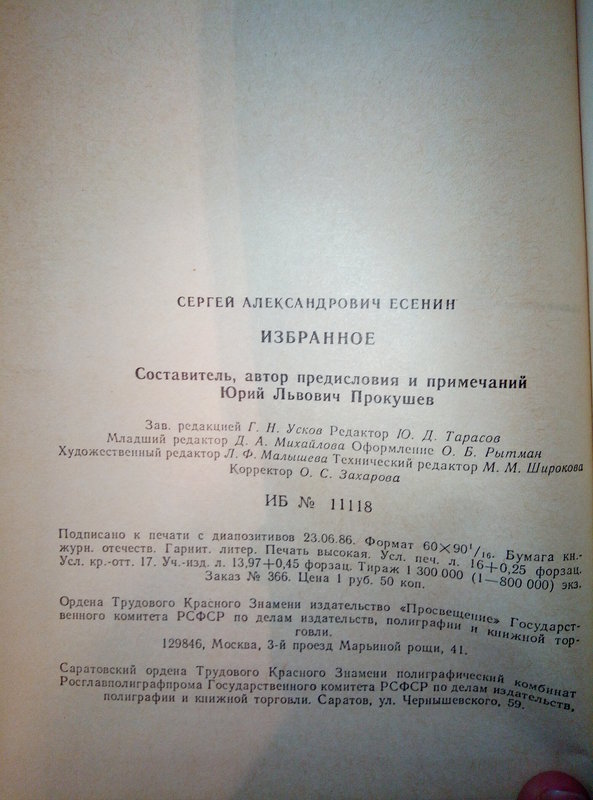 СЕРГЕЙ АЛЕКСАНДРОВИЧ ЕСЕНИН
ИЗБРАННОЕ
Составитель, автор предисловия и примечаний
Юрий Львович Прокушев
Зав. редакцией Г. Н. Усков Редактор Ю. Д. Тарасов
Младший редактор Д. А. Михайлова Оформление О. Б. Рытман
Художественный редактор Л. Ф. Малышева Технический редактор М. М. Широкова
Корректор О. С. Захарова
ИБ № 11118
Подписано к печати с диапозитивов 23.06.86. Формат 60×90¹/₁₆. Бумага кн.-
журн. отечеств. Гарнит. литер. Печать высокая. Усл. печ. л. 16+0,25 форзац.
Усл. кр.-отт. 17. Уч.-изд. л. 13,97+0,45 форзац. Тираж 1 300 000 (1—800 000) экз.
Заказ № 366. Цена 1 руб. 50 коп.
Ордена Трудового Красного Знамени издательство «Просвещение» Государст-
венного комитета РСФСР по делам издательств, полиграфии и книжной тор-
говли.
129846, Москва, 3-й проезд Марьиной рощи, 41.
Саратовский ордена Трудового Красного Знамени полиграфический комбинат
Росглавполиграфпрома Государственного комитета РСФСР по делам издательств,
полиграфии и книжной торговли. Саратов, ул. Чернышевского, 59.